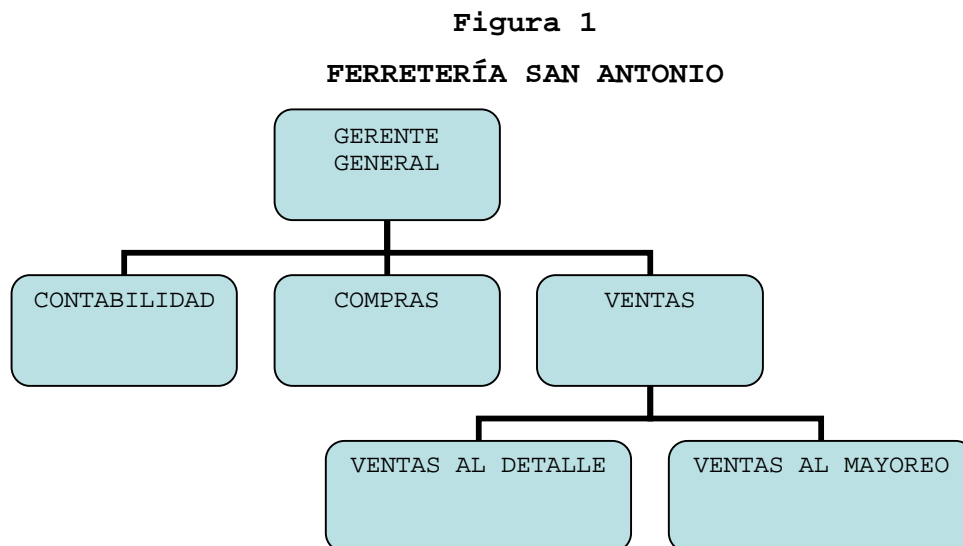 Figura 1
FERRETERÍA SAN ANTONIO
GERENTE
GENERAL
CONTABILIDAD
COMPRAS
VENTAS
VENTAS AL DETALLE
VENTAS AL MAYOREO